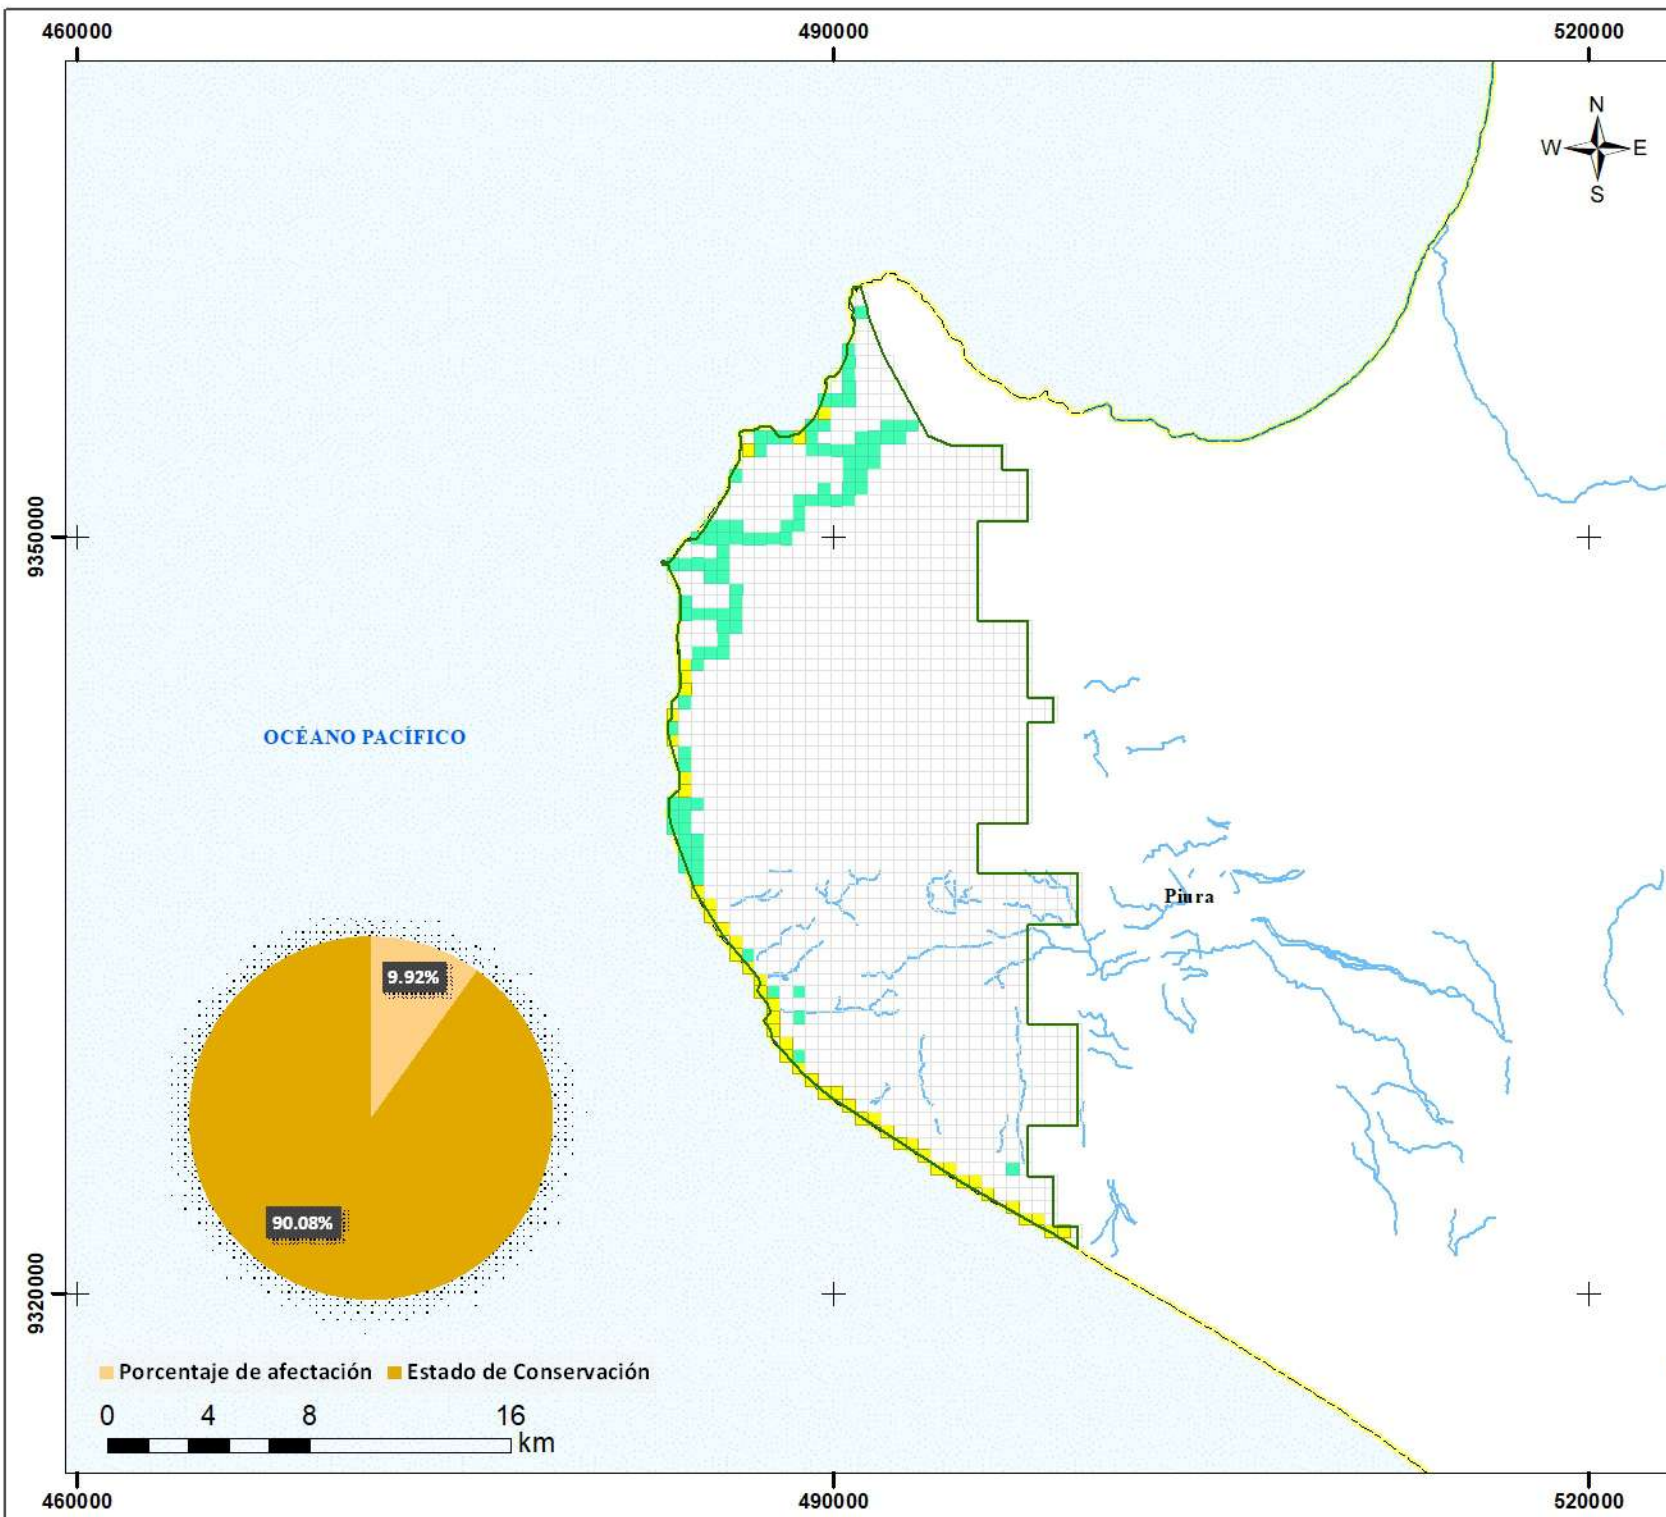 460000 490000 520000
N
W E
S
9350000
OCÉANO PACÍFICO
Piura
9.92%
90.08%
9320000
Porcentaje de afectación Estado de Conservación
0 4 8 16
km
460000 490000 520000